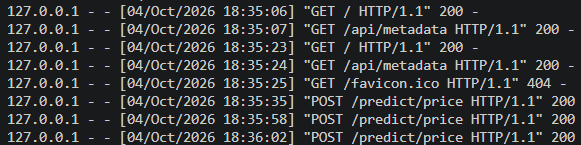 127.0.0.1 - - [04/Oct/2026 18:35:06] "GET / HTTP/1.1" 200 -
127.0.0.1 - - [04/Oct/2026 18:35:07] "GET /api/metadata HTTP/1.1" 200 -
127.0.0.1 - - [04/Oct/2026 18:35:23] "GET / HTTP/1.1" 200 -
127.0.0.1 - - [04/Oct/2026 18:35:24] "GET /api/metadata HTTP/1.1" 200 -
127.0.0.1 - - [04/Oct/2026 18:35:25] "GET /favicon.ico HTTP/1.1" 404 -
127.0.0.1 - - [04/Oct/2026 18:35:35] "POST /predict/price HTTP/1.1" 200
127.0.0.1 - - [04/Oct/2026 18:35:58] "POST /predict/price HTTP/1.1" 200
127.0.0.1 - - [04/Oct/2026 18:36:02] "POST /predict/price HTTP/1.1" 200